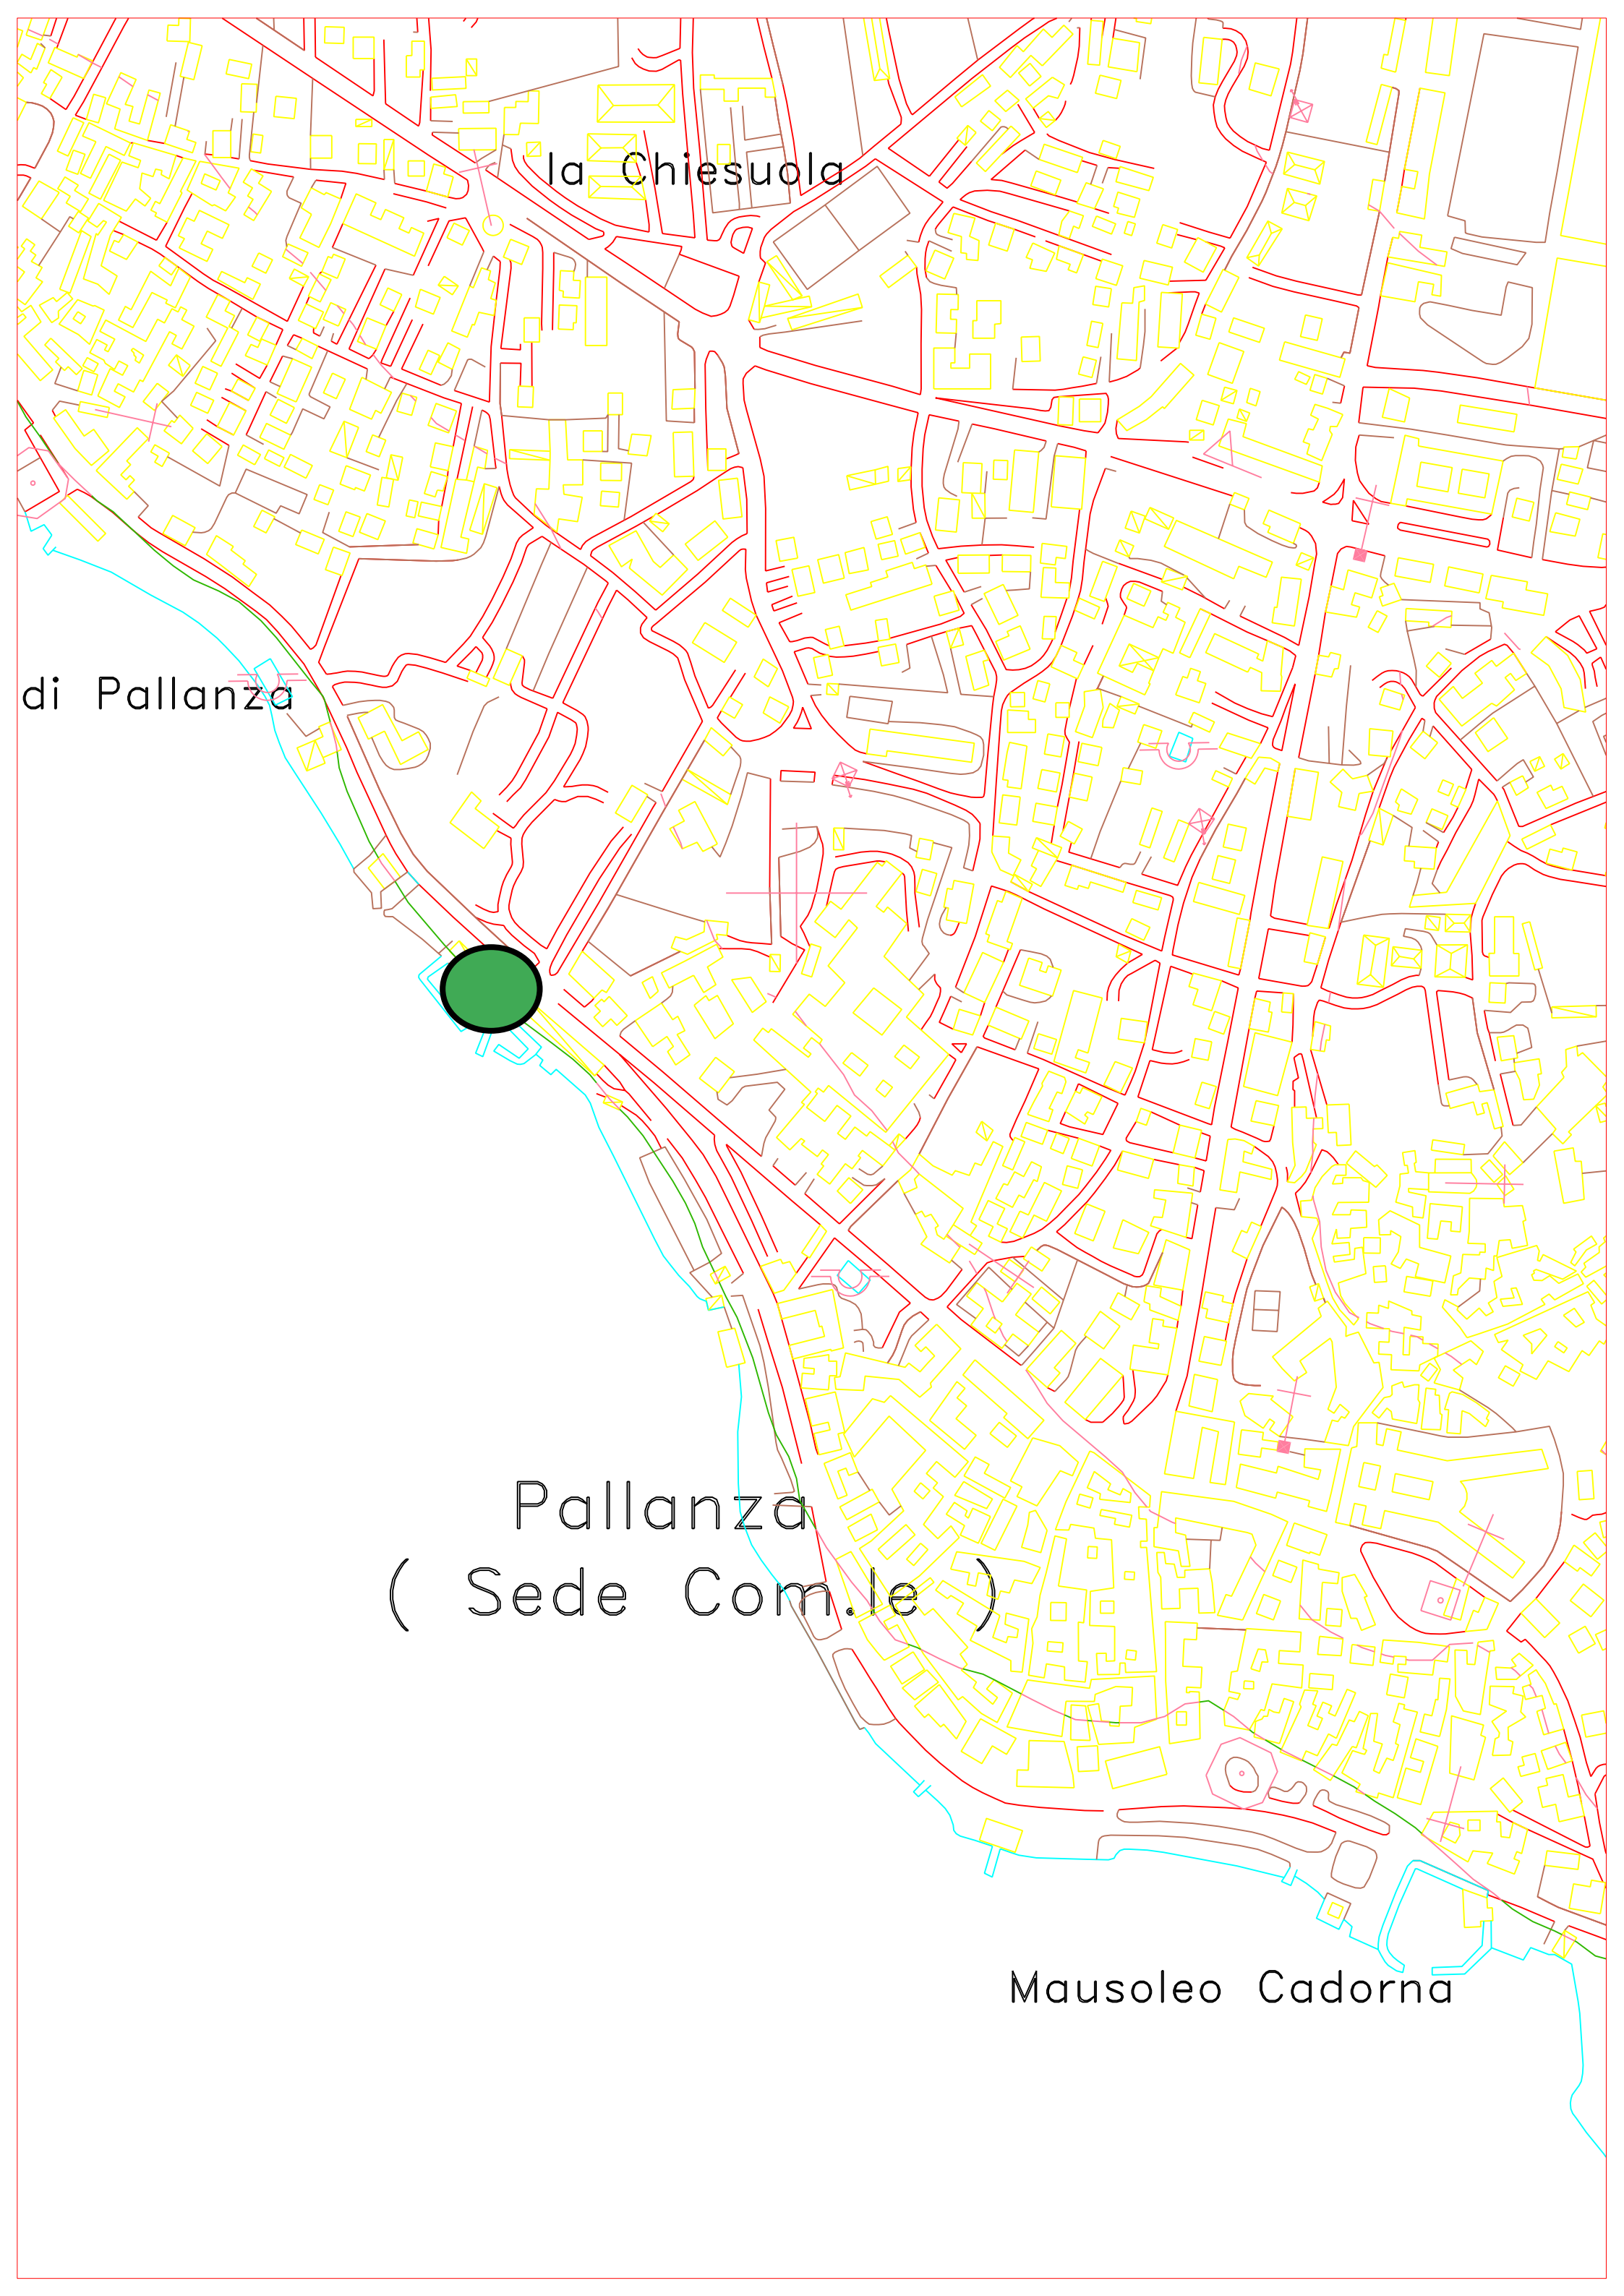 la Chiesuola
di Pallanza
Pallanza
( Sede Com.le )
Mausoleo Cadorna